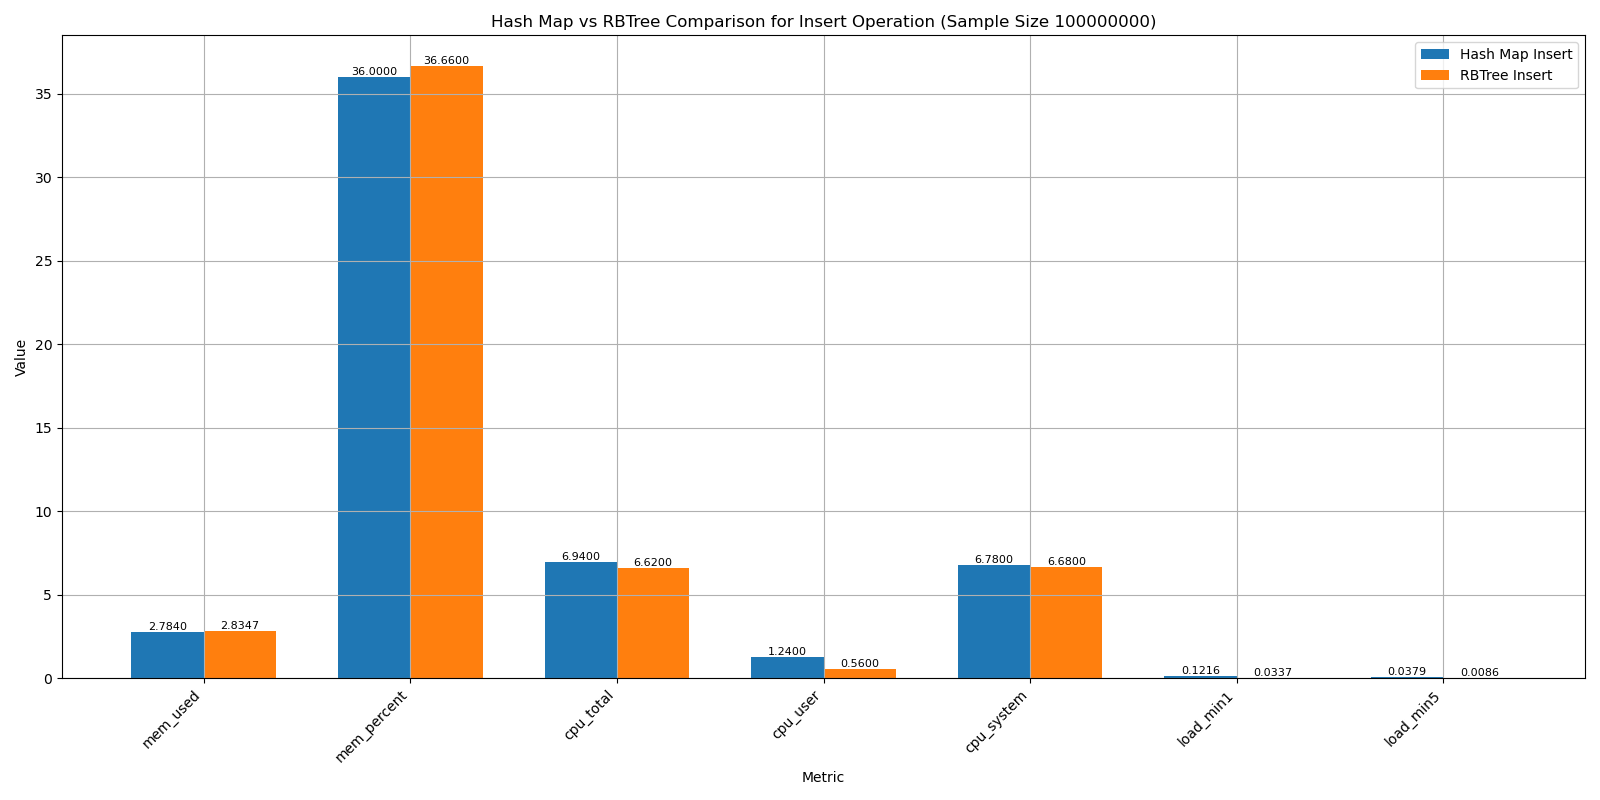 Hash Map vs RBTree Comparison for Insert Operation (Sample Size 100000000)
Hash Map Insert
RBTree Insert
Value
35
30
25
20
15
10
5
0
2.7840
2.8347
36.0000
36.6600
6.9400
6.6200
1.2400
0.5600
6.7800
6.6800
0.1216
0.0337
0.0379
0.0086
mem_used
mem_percent
cpu_total
cpu_user
cpu_system
load_min1
load_min5
Metric